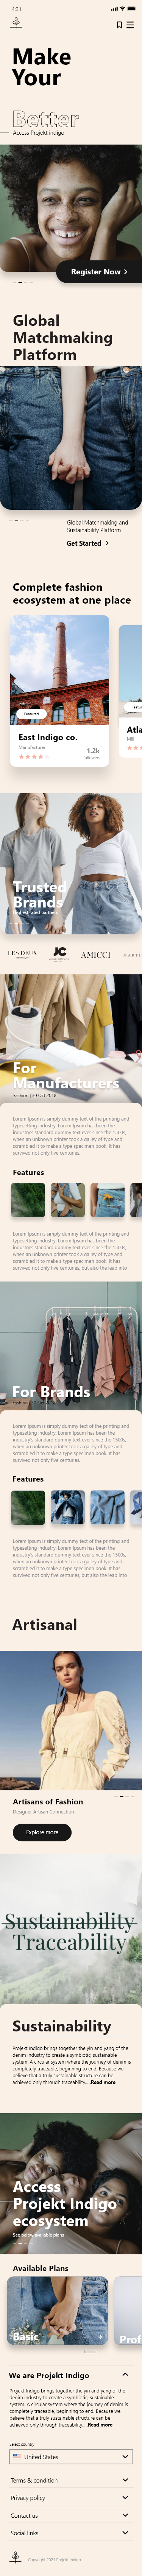 4:21
Make
Your
Better
Access Projekt indigo
Register Now
Global
Matchmaking
Platform
Global Matchmaking and
Sustainability Platform
Get Started
Complete fashion
ecosystem at one place
Featured
East Indigo co.
Manufacturer
1.2k
followers
Atla
Mill
Trusted
Brands
Highest rated partners
LES DEUX
JC
AMICCI
MARTI
For
Manufacturers
Fashion | 30 Oct 2018
Lorem Ipsum is simply dummy text of the printing and
typesetting industry. Lorem Ipsum has been the
industry's standard dummy text ever since the 1500s,
when an unknown printer took a galley of type and
scrambled it to make a type specimen book. It has
survived not only five centuries.
Features
Lorem Ipsum is simply dummy text of the printing and
typesetting industry. Lorem Ipsum has been the
industry's standard dummy text ever since the 1500s,
when an unknown printer took a galley of type and
scrambled it to make a type specimen book. It has
survived not only five centuries, but also the leap into
For Brands
Fashion
Lorem Ipsum is simply dummy text of the printing and
typesetting industry. Lorem Ipsum has been the
industry's standard dummy text ever since the 1500s,
when an unknown printer took a galley of type and
scrambled it to make a type specimen book. It has
survived not only five centuries.
Features
Lorem Ipsum is simply dummy text of the printing and
typesetting industry. Lorem Ipsum has been the
industry's standard dummy text ever since the 1500s,
when an unknown printer took a galley of type and
scrambled it to make a type specimen book. It has
survived not only five centuries, but also the leap into
Artisanal
Artisans of Fashion
Designer Artisan Connection
Explore more
Sustainability
Traceability
Sustainability
Projekt Indigo brings together the yin and yang of the
denim industry to create a symbiotic, sustainable
system. A circular system where the journey of denim is
completely traceable, beginning to end. Because we
believe that a truly sustainable structure can be
achieved only through traceability.....Read more
Access
Projekt Indigo
ecosystem
See below available plans
Available Plans
Basic
Prof
We are Projekt Indigo
Projekt Indigo brings together the yin and yang of the
denim industry to create a symbiotic, sustainable
system. A circular system where the journey of denim is
completely traceable, beginning to end. Because we
believe that a truly sustainable structure can be
achieved only through traceability.....Read more
Select country
United States
Terms & condition
Privacy policy
Contact us
Social links
Copyright 2021 Projekt Indigo